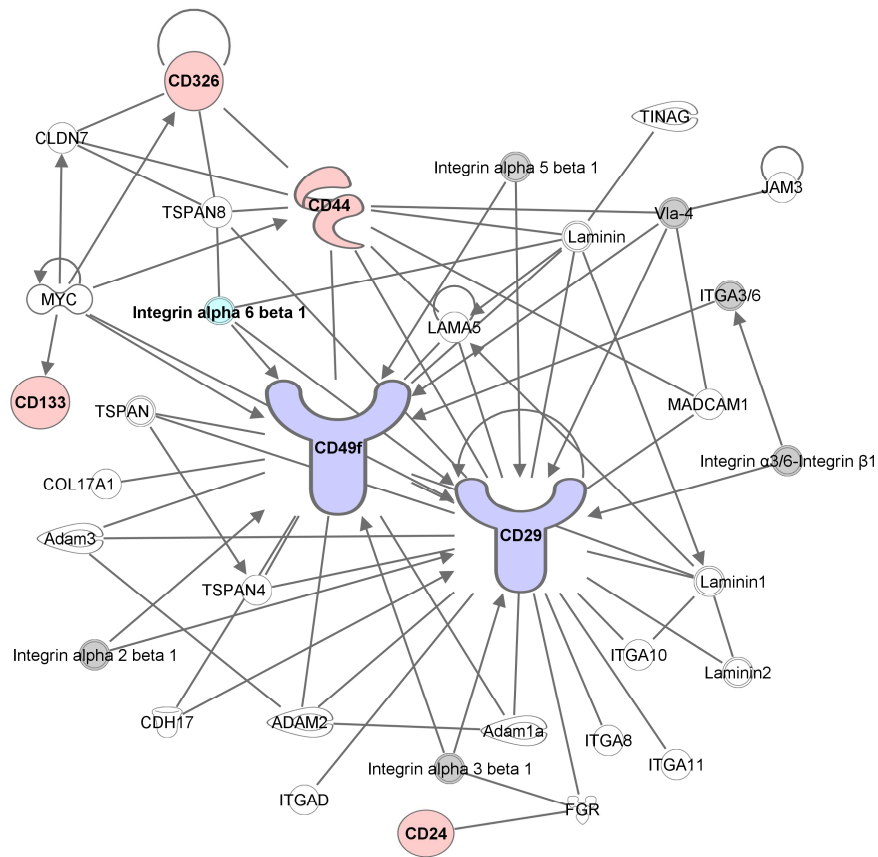 CD326
TINAG
CLDN7
Integrin alpha 5 beta 1
JAM3
CD44
TSPAN8
Vla-4
Laminin
MYC
Integrin alpha 6 beta 1
ITGA3/6
LAMA5
CD133
TSPAN
MADCAM1
CD49f
Integrin α3/6-Integrin β1
COL17A1
CD29
Adam3
TSPAN4
Laminin1
Integrin alpha 2 beta 1
ITGA10
Laminin2
CDH17
ADAM2
Adam1a
ITGA8
ITGA11
Integrin alpha 3 beta 1
ITGAD
FGR
CD24